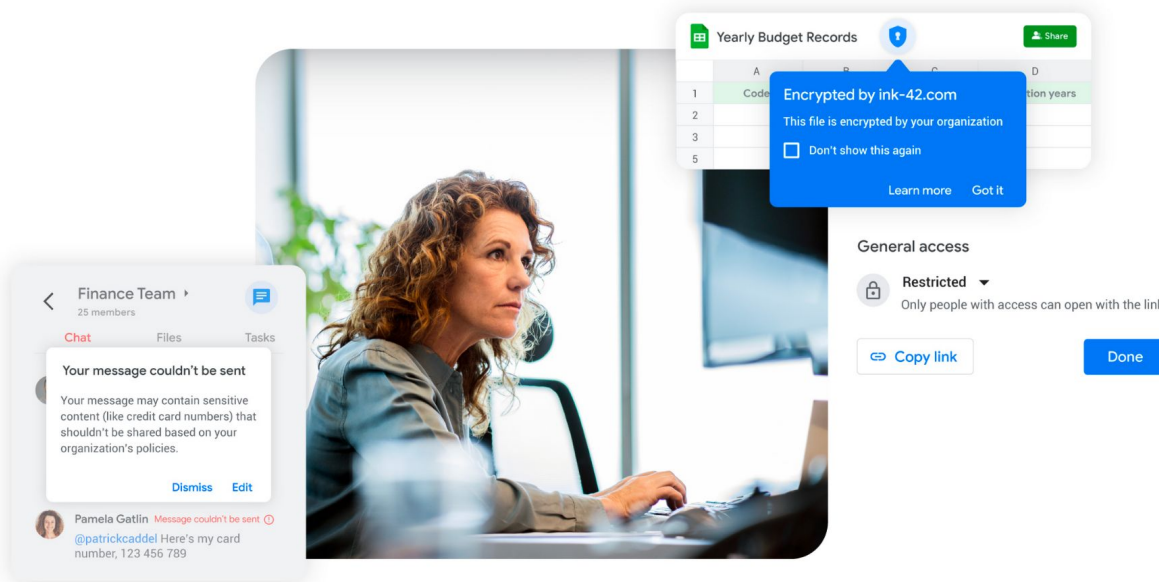 Yearly Budget Records
Share
A B C D
1 Code tion years
2
3
5
Encrypted by ink-42.com
This file is encrypted by your organization
Don't show this again
Learn more Got it
General access
Restricted
Only people with access can open with the link
Copy link
Done
Finance Team
25 members
Chat Files Tasks
Your message couldn't be sent
Your message may contain sensitive
content (like credit card numbers) that
shouldn't be shared based on your
organization's policies.
Dismiss Edit
Pamela Gatlin Message couldn't be sent
@patrickcaddel Here's my card
number, 123 456 789